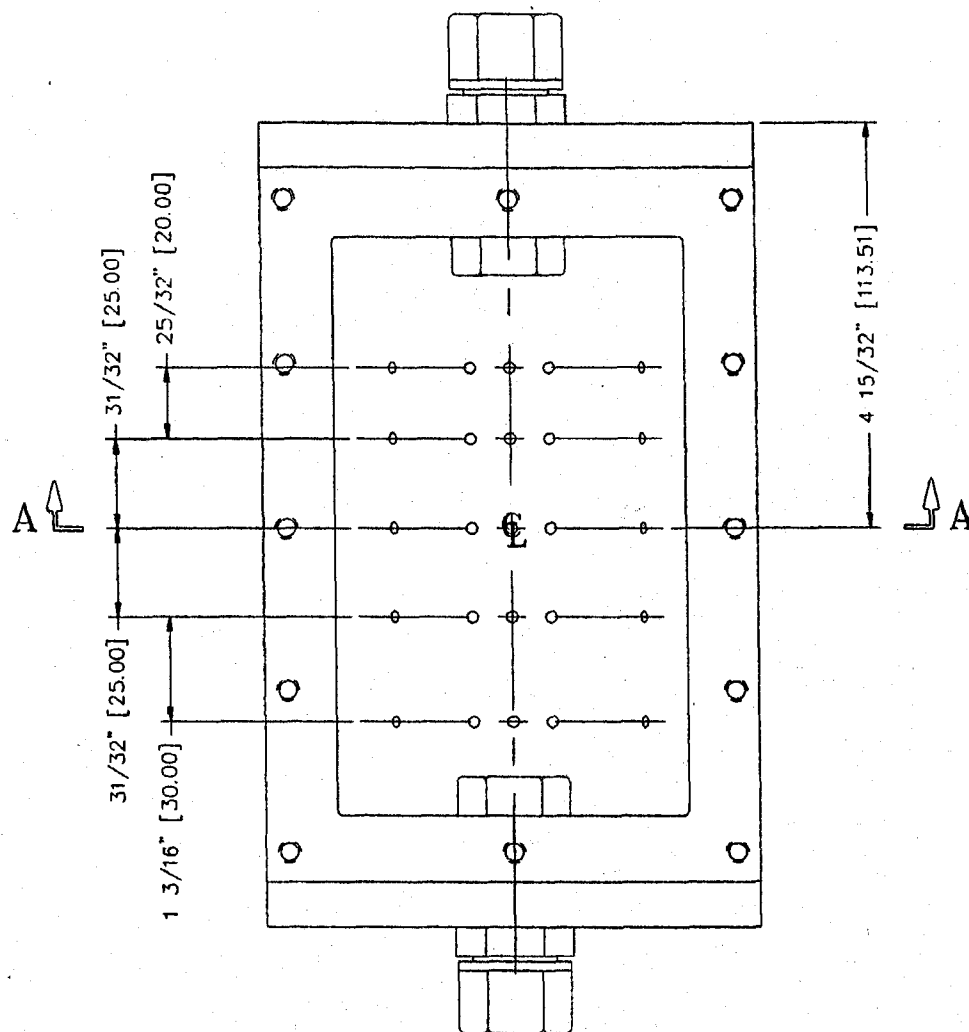 25/32" [20.00]
31/32" [25.00]
4 15/32" [113.51]
A
A
℄
31/32" [25.00]
1 3/16" [30.00]